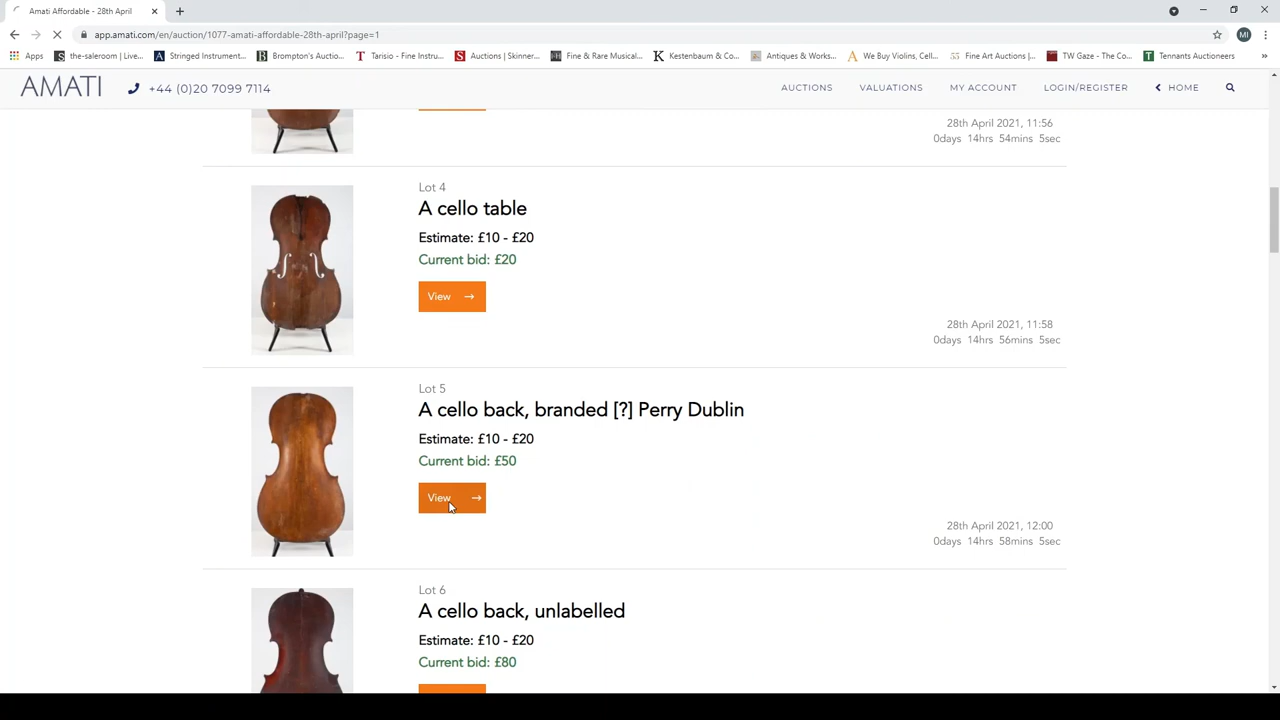 Amati Affordable - 28th April
app.amati.com/en/auction/1077-amati-affordable-28th-april?page=1
MI
Apps
the-saleroom | Live...
Stringed Instrument...
Brompton's Auctio...
Tarisio - Fine Instru...
Auctions | Skinner...
Fine & Rare Musical...
Kestenbaum & Co...
Antiques & Works...
We Buy Violins, Cell...
Fine Art Auctions |...
TW Gaze - The Co...
Tennants Auctioneers
AMATI
+44 (0)20 7099 7114
AUCTIONS
VALUATIONS
MY ACCOUNT
LOGIN/REGISTER
HOME
28th April 2021, 11:56
0days 14hrs 54mins 5sec
Lot 4
A cello table
Estimate: £10 - £20
Current bid: £20
View →
28th April 2021, 11:58
0days 14hrs 56mins 5sec
Lot 5
A cello back, branded [?] Perry Dublin
Estimate: £10 - £20
Current bid: £50
View →
28th April 2021, 12:00
0days 14hrs 58mins 5sec
Lot 6
A cello back, unlabelled
Estimate: £10 - £20
Current bid: £80